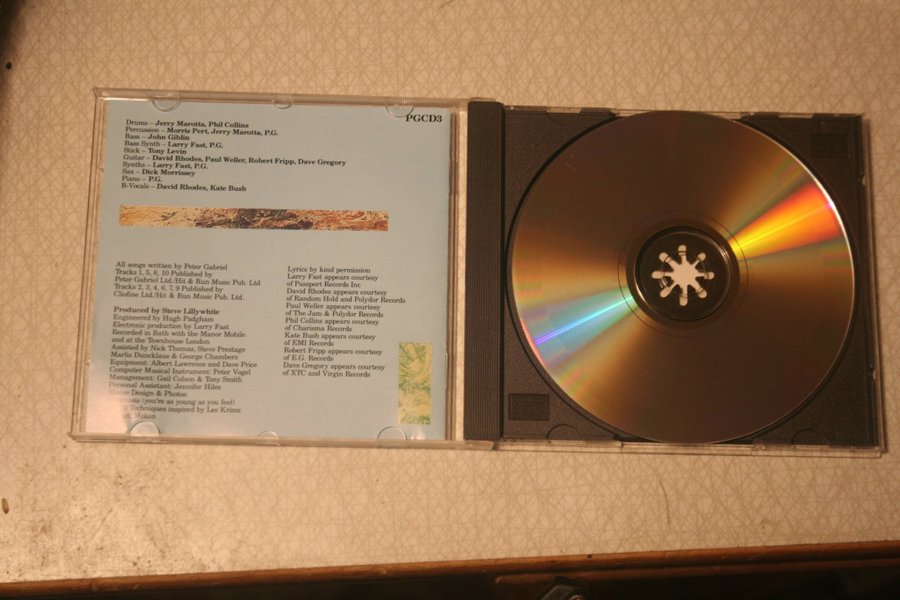 PGCD3
Drums – Jerry Marotta, Phil Collins
Percussion – Morris Pert, Jerry Marotta, P.G.
Bass – John Giblin
Bass Synth – Larry Fast, P.G.
Stick – Tony Levin
Guitar – David Rhodes, Paul Weller, Robert Fripp, Dave Gregory
Synths – Larry Fast, P.G.
Sax – Dick Morrissey
Piano – P.G.
B-Vocals – David Rhodes, Kate Bush
All songs written by Peter Gabriel
Tracks 1, 5, 8, 10 Published by
Peter Gabriel Ltd./Hit & Run Music Pub. Ltd
Tracks 2, 3, 4, 6, 7, 9 Published by
Cliofine Ltd./Hit & Run Music Pub. Ltd.
Produced by Steve Lillywhite
Engineered by Hugh Padgham
Electronic production by Larry Fast
Recorded in Bath with the Manor Mobile
and at the Townhouse London
Assisted by Nick Thomas, Steve Prestage
Marlis Duncklaus & George Chambers
Equipment: Albert Lawrence and Dave Price
Computer Musical Instrument: Peter Vogel
Management: Gail Colson & Tony Smith
Personal Assistant: Jennifer Hiles
Design & Photos:
(you're as young as you feel)
Techniques inspired by Les Krims
Lyrics by kind permission
Larry Fast appears courtesy
of Passport Records Inc
David Rhodes appears courtesy
of Random Hold and Polydor Records
Paul Weller appears courtesy
of The Jam & Polydor Records
Phil Collins appears courtesy
of Charisma Records
Kate Bush appears courtesy
of EMI Records
Robert Fripp appears courtesy
of E.G. Records
Dave Gregory appears courtesy
of XTC and Virgin Records